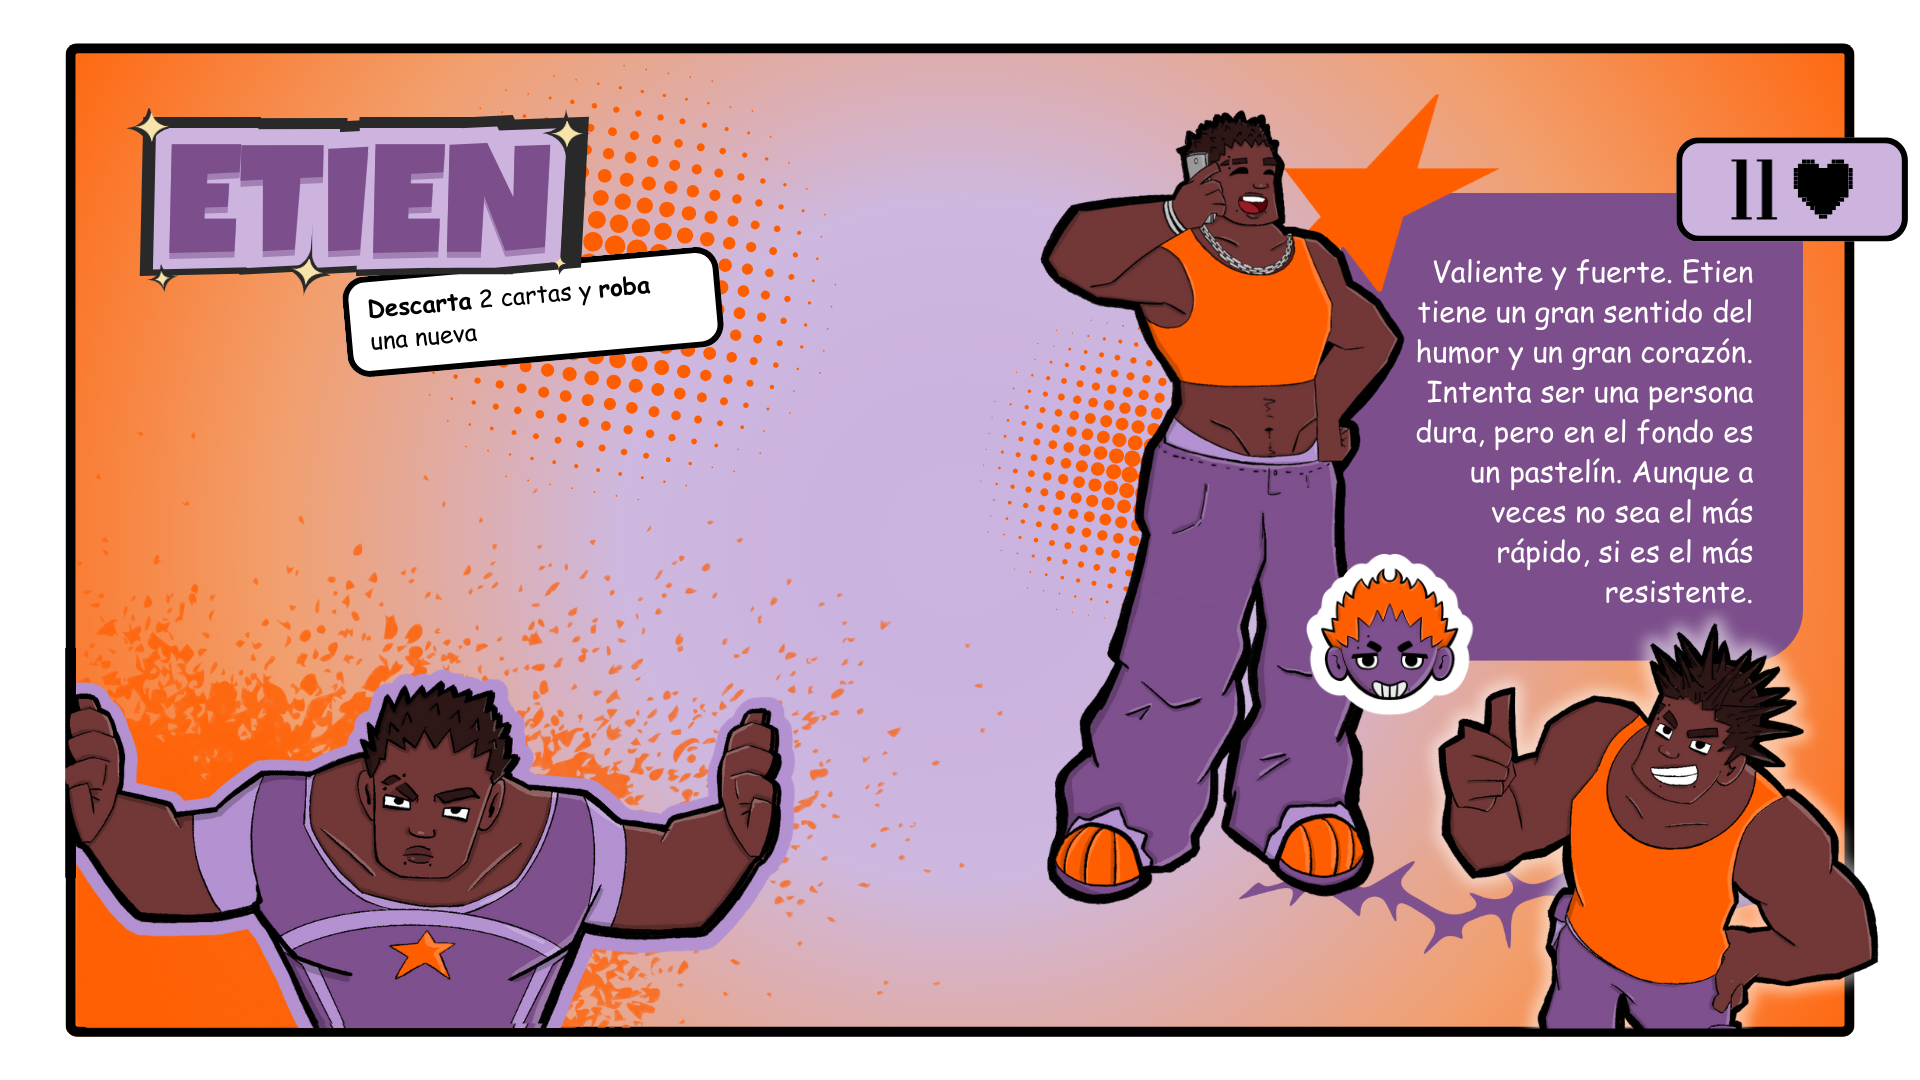 ETIEN
Descarta 2 cartas y roba
una nueva
11
Valiente y fuerte. Etien
tiene un gran sentido del
humor y un gran corazón.
Intenta ser una persona
dura, pero en el fondo es
un pastelín. Aunque a
veces no sea el más
rápido, si es el más
resistente.